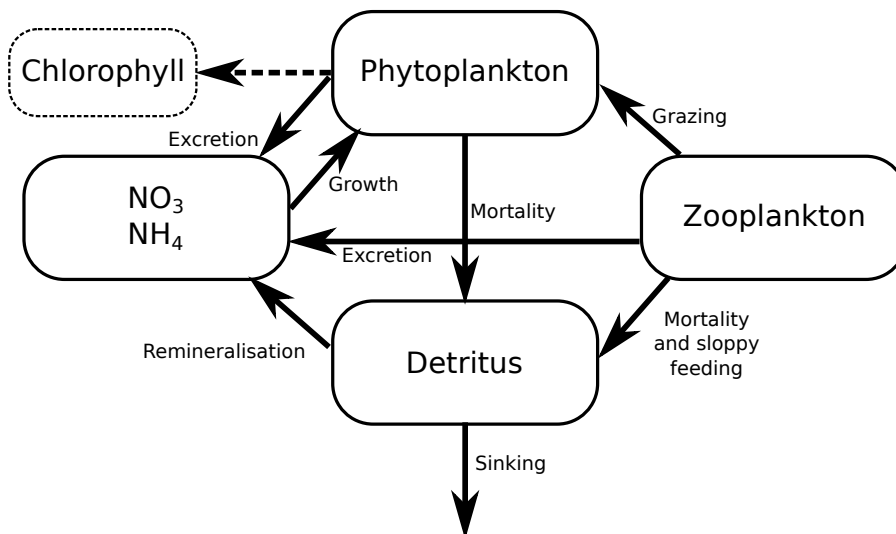 Chlorophyll
Phytoplankton
Grazing
Excretion
Growth
NO₃
NH₄
Mortality
Zooplankton
Excretion
Remineralisation
Detritus
Mortality
and sloppy
feeding
Sinking